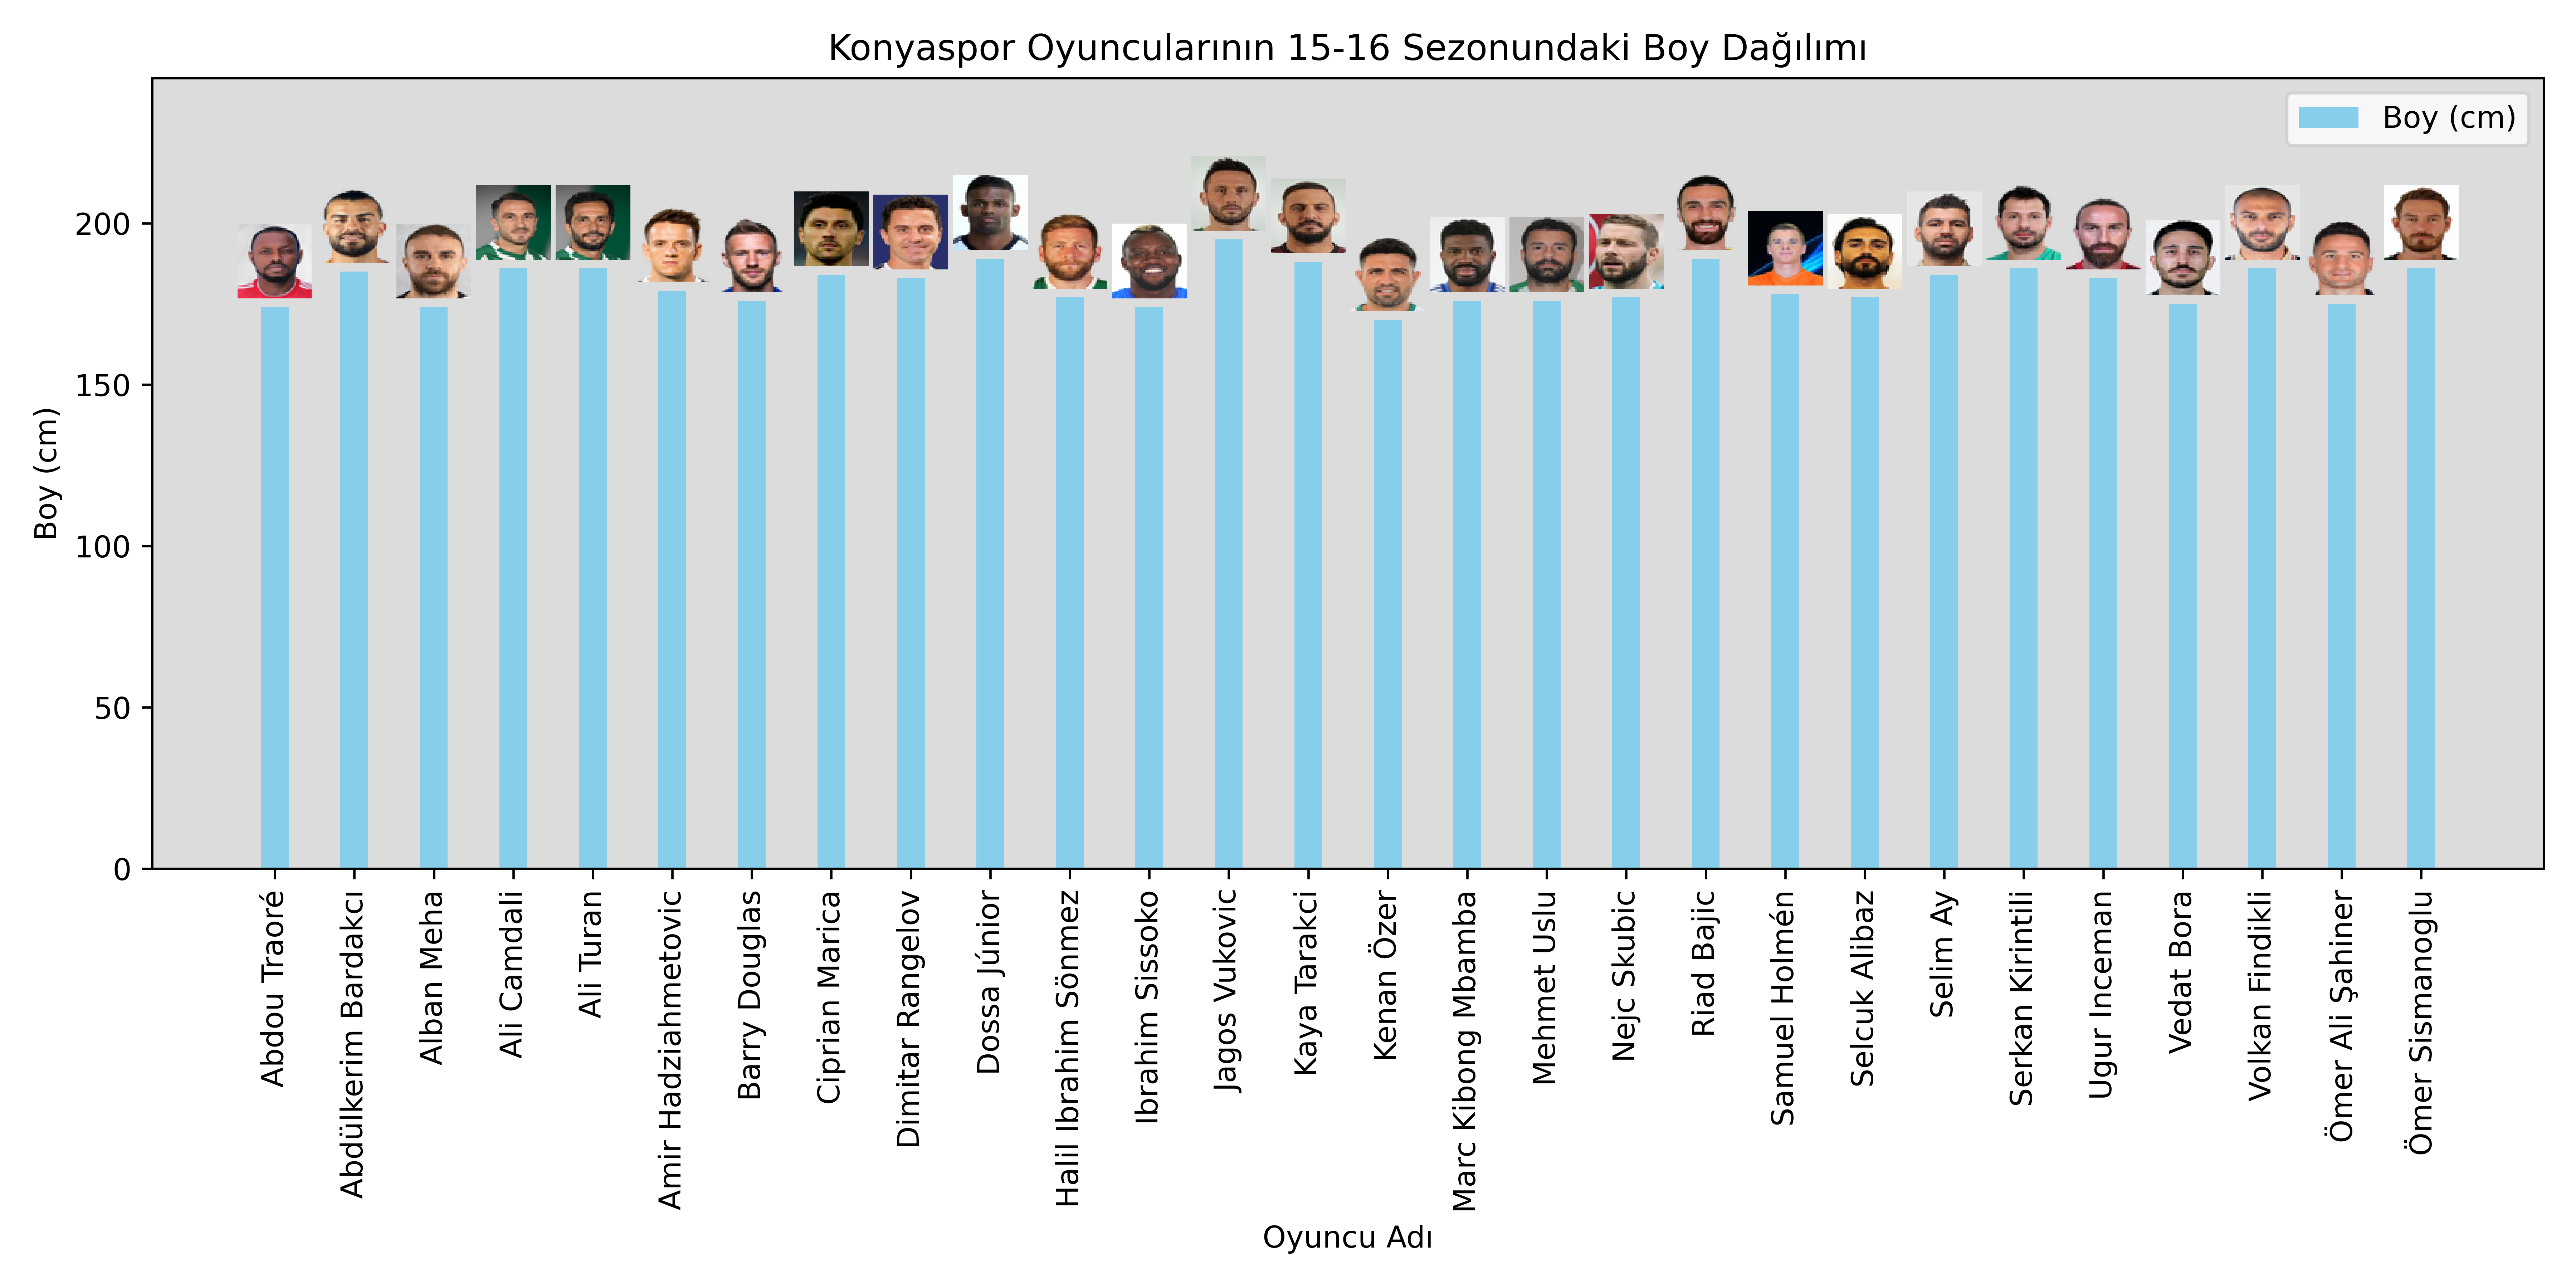 Konyaspor Oyuncularının 15-16 Sezonundaki Boy Dağılımı
Boy (cm)
Boy (cm)
200
150
100
50
0
Abdou Traoré
Abdülkerim Bardakcı
Alban Meha
Ali Camdali
Ali Turan
Amir Hadziahmetovic
Barry Douglas
Ciprian Marica
Dimitar Rangelov
Dossa Júnior
Halil Ibrahim Sönmez
Ibrahim Sissoko
Jagos Vukovic
Kaya Tarakci
Kenan Özer
Marc Kibong Mbamba
Mehmet Uslu
Nejc Skubic
Riad Bajic
Samuel Holmén
Selcuk Alibaz
Selim Ay
Serkan Kirintili
Ugur Inceman
Vedat Bora
Volkan Findikli
Ömer Ali Şahiner
Ömer Sismanoglu
Oyuncu Adı